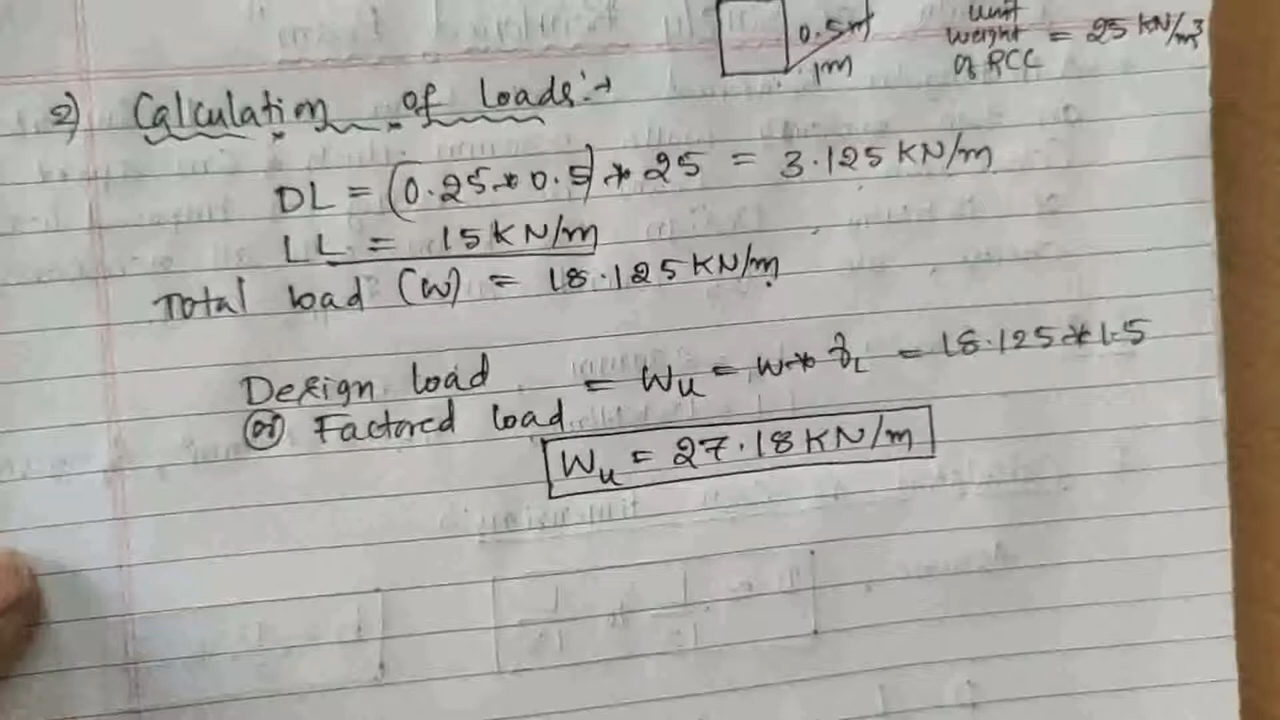 0.5m
1m
unit
weight = 25 KN/m³
of RCC
2) Calculation of loads:→
DL = (0.25 * 0.5) * 25 = 3.125 KN/m
LL = 15 KN/m
Total load (W) = 18.125 KN/m
Design load = Wu = W * γL = 18.125 * 1.5
(or) Factored load
Wu = 27.18 KN/m